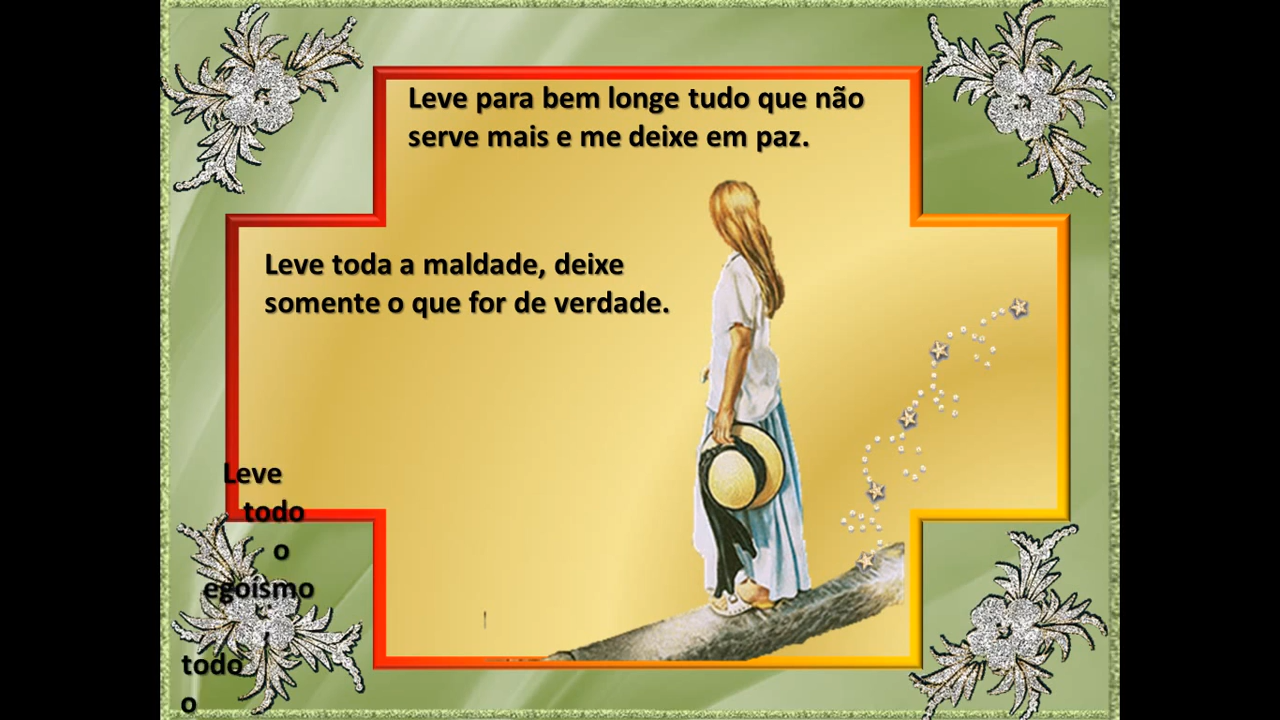 Leve para bem longe tudo que não
serve mais e me deixe em paz.
Leve toda a maldade, deixe
somente o que for de verdade.
Leve
todo
o
egoísmo
todo
o